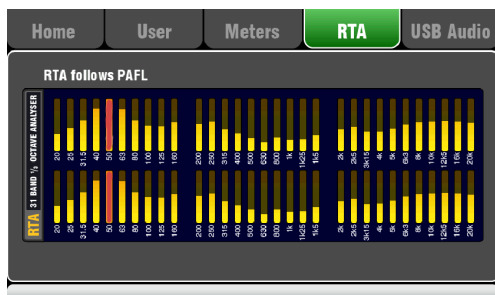 Home User Meters RTA USB Audio
RTA follows PAFL
RTA 31 BAND ⅓ OCTAVE ANALYSER
20 25 31.5 40 50 63 80 100 125 160 200 250 315 400 500 630 800 1k 1k25 1k5 2k 2k5 3k15 4k 5k 6k3 8k 10k 12k5 16k 20k
20 25 31.5 40 50 63 80 100 125 160 200 250 315 400 500 630 800 1k 1k25 1k5 2k 2k5 3k15 4k 5k 6k3 8k 10k 12k5 16k 20k